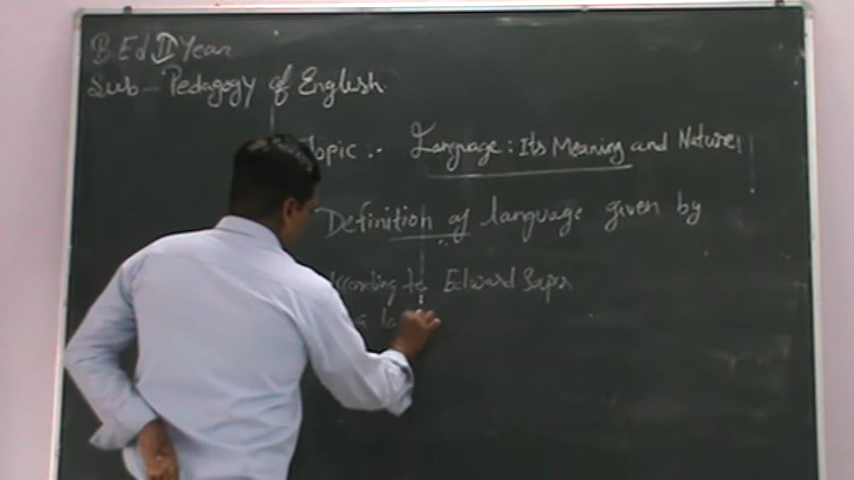 B.Ed II Year
Sub - Pedagogy of English
Topic :- Language : Its Meaning and Nature
Definition of language given by
According to Edward Sapir